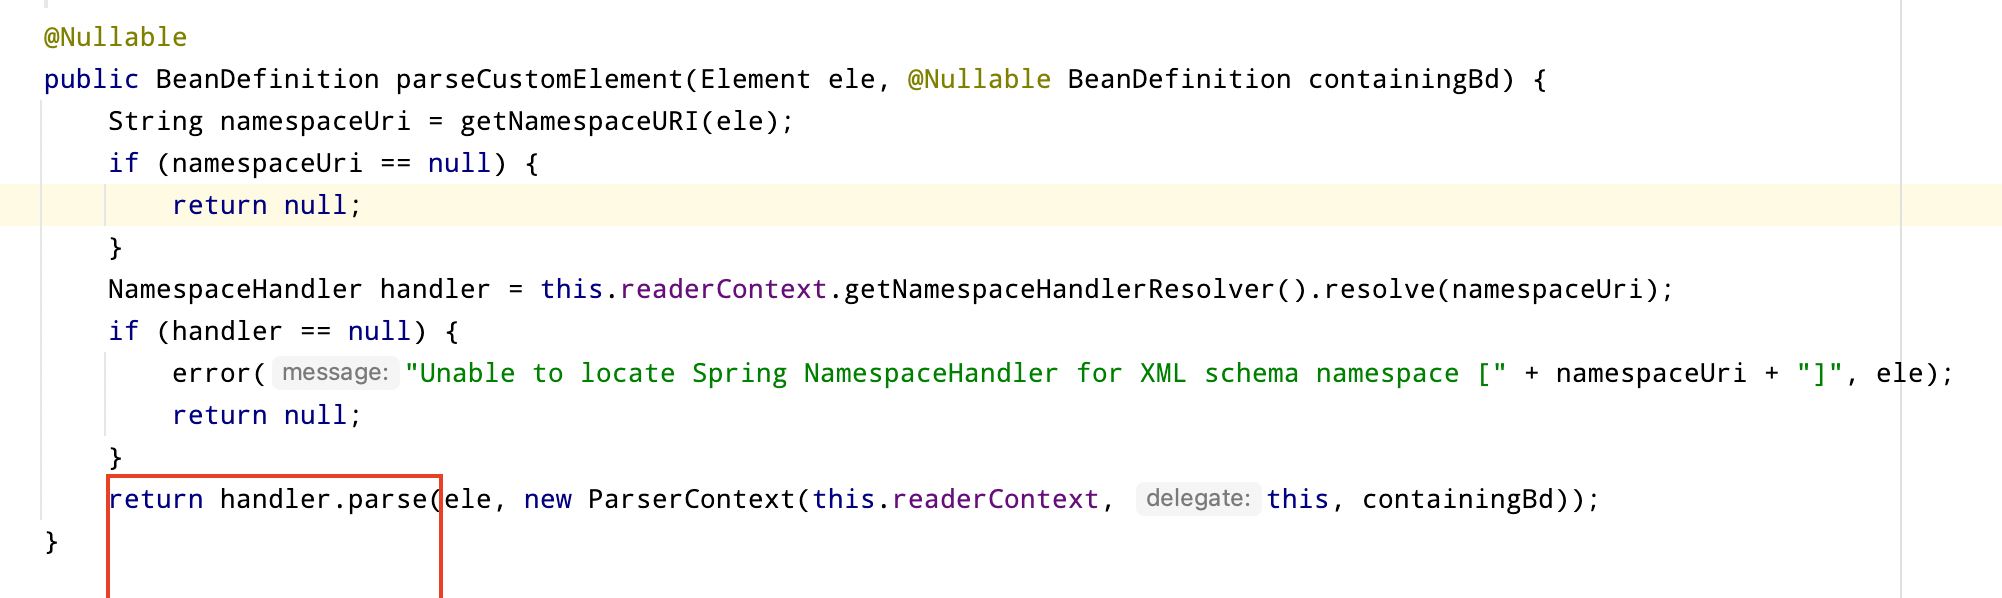 @Nullable
public BeanDefinition parseCustomElement(Element ele, @Nullable BeanDefinition containingBd) {
String namespaceUri = getNamespaceURI(ele);
if (namespaceUri == null) {
return null;
}
NamespaceHandler handler = this.readerContext.getNamespaceHandlerResolver().resolve(namespaceUri);
if (handler == null) {
error( message: "Unable to locate Spring NamespaceHandler for XML schema namespace [" + namespaceUri + "]", ele);
return null;
}
return handler.parse(ele, new ParserContext(this.readerContext, delegate: this, containingBd));
}